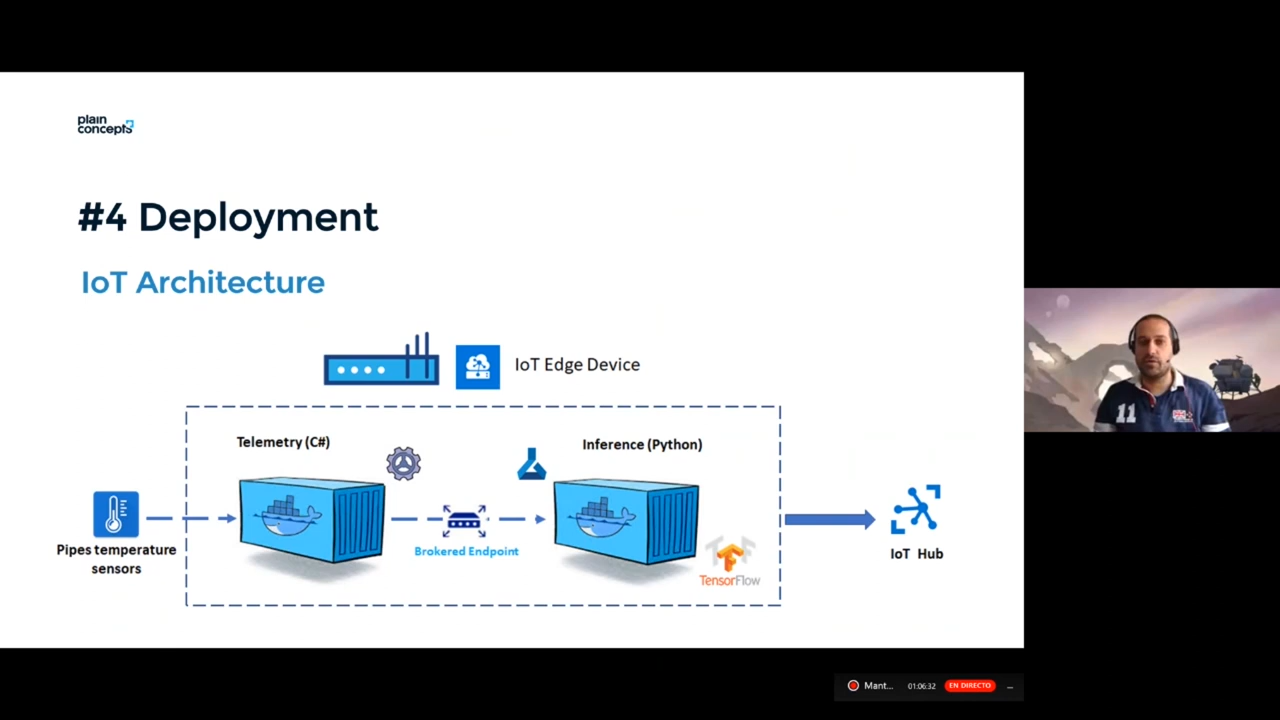 plain
concepts
#4 Deployment
IoT Architecture
IoT Edge Device
Telemetry (C#)
Inference (Python)
Pipes temperature
sensors
Brokered Endpoint
TensorFlow
IoT Hub
11
Mant...
01:06:32
EN DIRECTO
...